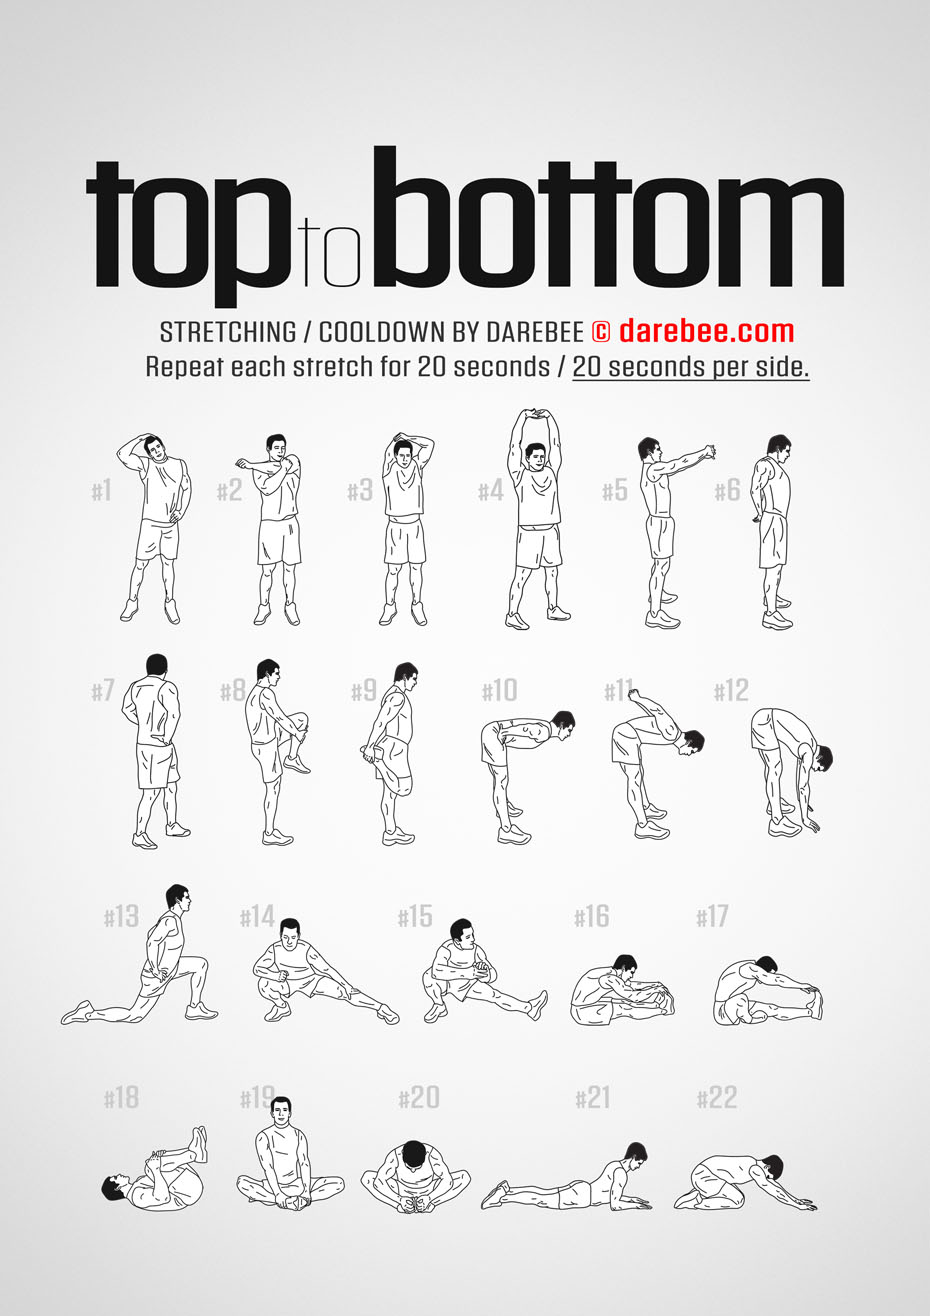 top to bottom
STRETCHING / COOLDOWN BY DAREBEE © darebee.com
Repeat each stretch for 20 seconds / 20 seconds per side.
#1 #2 #3 #4 #5 #6
#7 #8 #9 #10 #11 #12
#13 #14 #15 #16 #17
#18 #19 #20 #21 #22